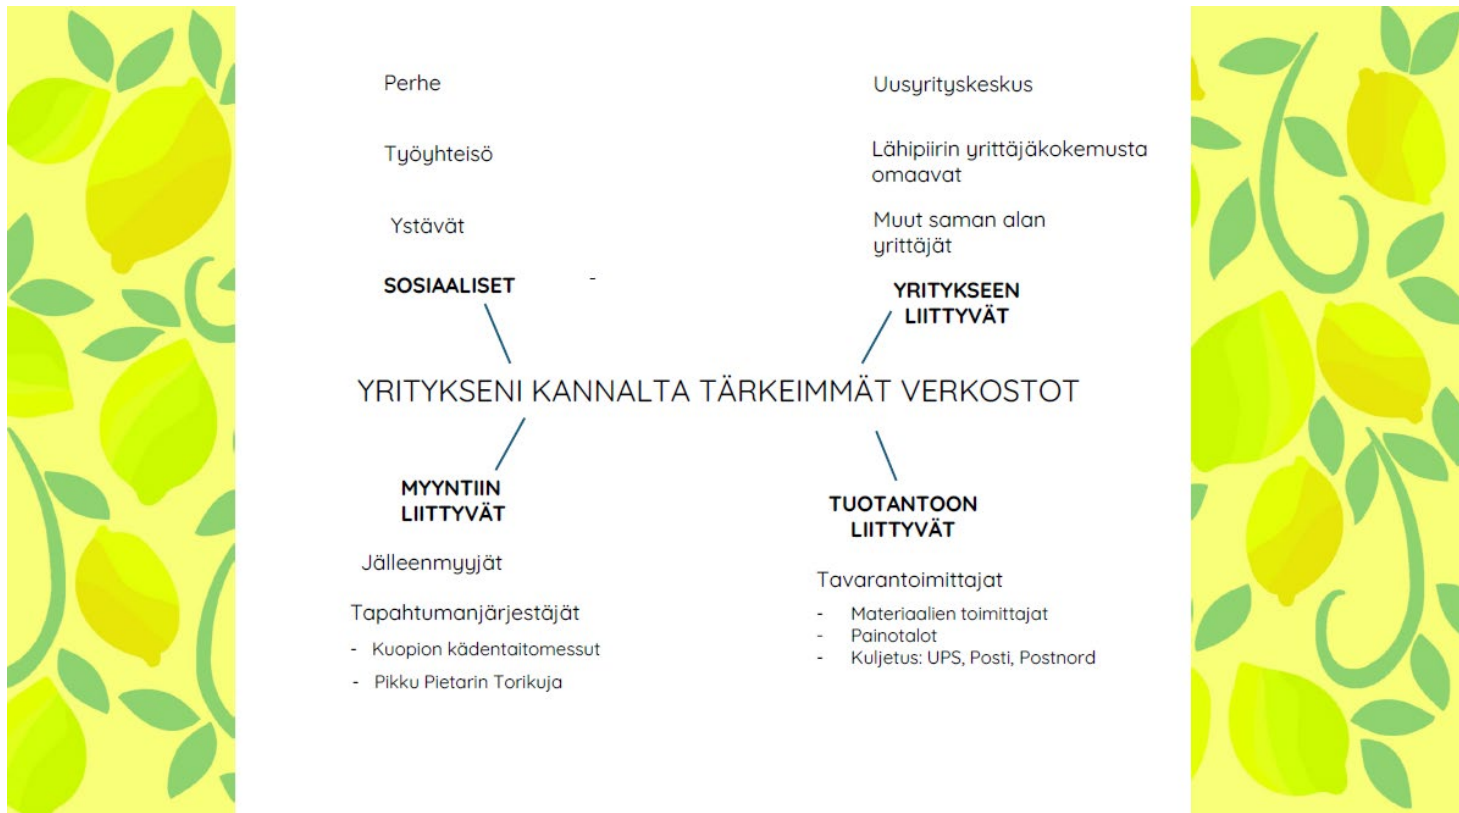 Perhe
Työyhteisö
Ystävät
SOSIAALISET
-
Uusyrityskeskus
Lähipiirin yrittäjäkokemusta
omaavat
Muut saman alan
yrittäjät
YRITYKSEEN
LIITTYVÄT
YRITYKSENI KANNALTA TÄRKEIMMÄT VERKOSTOT
MYYNTIIN
LIITTYVÄT
Jälleenmyyjät
Tapahtumanjärjestäjät
- Kuopion kädentaitomessut
- Pikku Pietarin Torikuja
TUOTANTOON
LIITTYVÄT
Tavarantoimittajat
- Materiaalien toimittajat
- Painotalot
- Kuljetus: UPS, Posti, Postnord